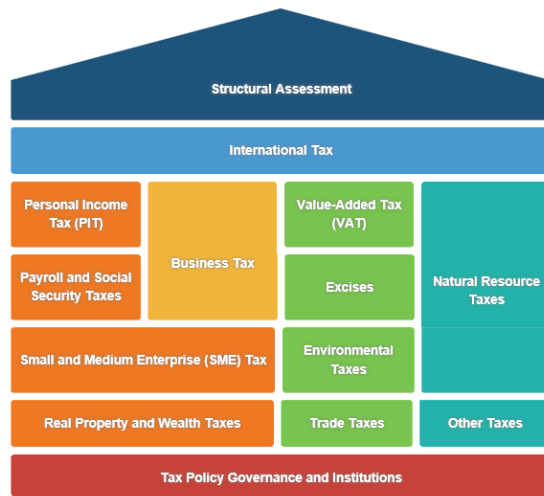 Structural Assessment
International Tax
Personal Income
Tax (PIT)
Business Tax
Value-Added Tax
(VAT)
Natural Resource
Taxes
Payroll and Social
Security Taxes
Excises
Small and Medium Enterprise (SME) Tax
Environmental
Taxes
Real Property and Wealth Taxes
Trade Taxes
Other Taxes
Tax Policy Governance and Institutions